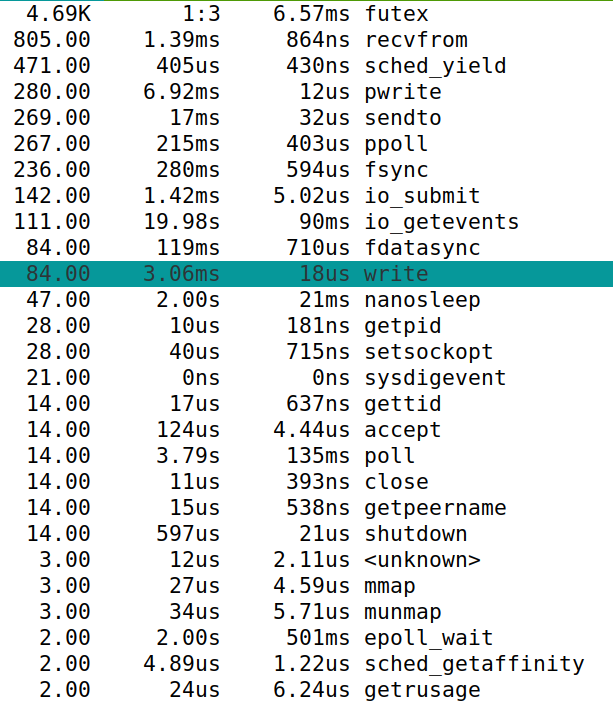 4.69K 1:3 6.57ms futex
805.00 1.39ms 864ns recvfrom
471.00 405us 430ns sched_yield
280.00 6.92ms 12us pwrite
269.00 17ms 32us sendto
267.00 215ms 403us ppoll
236.00 280ms 594us fsync
142.00 1.42ms 5.02us io_submit
111.00 19.98s 90ms io_getevents
84.00 119ms 710us fdatasync
84.00 3.06ms 18us write
47.00 2.00s 21ms nanosleep
28.00 10us 181ns getpid
28.00 40us 715ns setsockopt
21.00 0ns 0ns sysdigevent
14.00 17us 637ns gettid
14.00 124us 4.44us accept
14.00 3.79s 135ms poll
14.00 11us 393ns close
14.00 15us 538ns getpeername
14.00 597us 21us shutdown
3.00 12us 2.11us <unknown>
3.00 27us 4.59us mmap
3.00 34us 5.71us munmap
2.00 2.00s 501ms epoll_wait
2.00 4.89us 1.22us sched_getaffinity
2.00 24us 6.24us getrusage